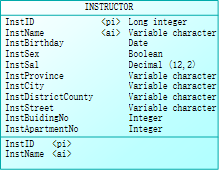 INSTRUCTOR
InstID <pi> Long integer
InstName <ai> Variable character
InstBirthday Date
InstSex Boolean
InstSal Decimal (12,2)
InstProvince Variable character
InstCity Variable character
InstDistrictCounty Variable character
InstStreet Variable character
InstBuidingNo Integer
InstApartmentNo Integer
InstID <pi>
InstName <ai>